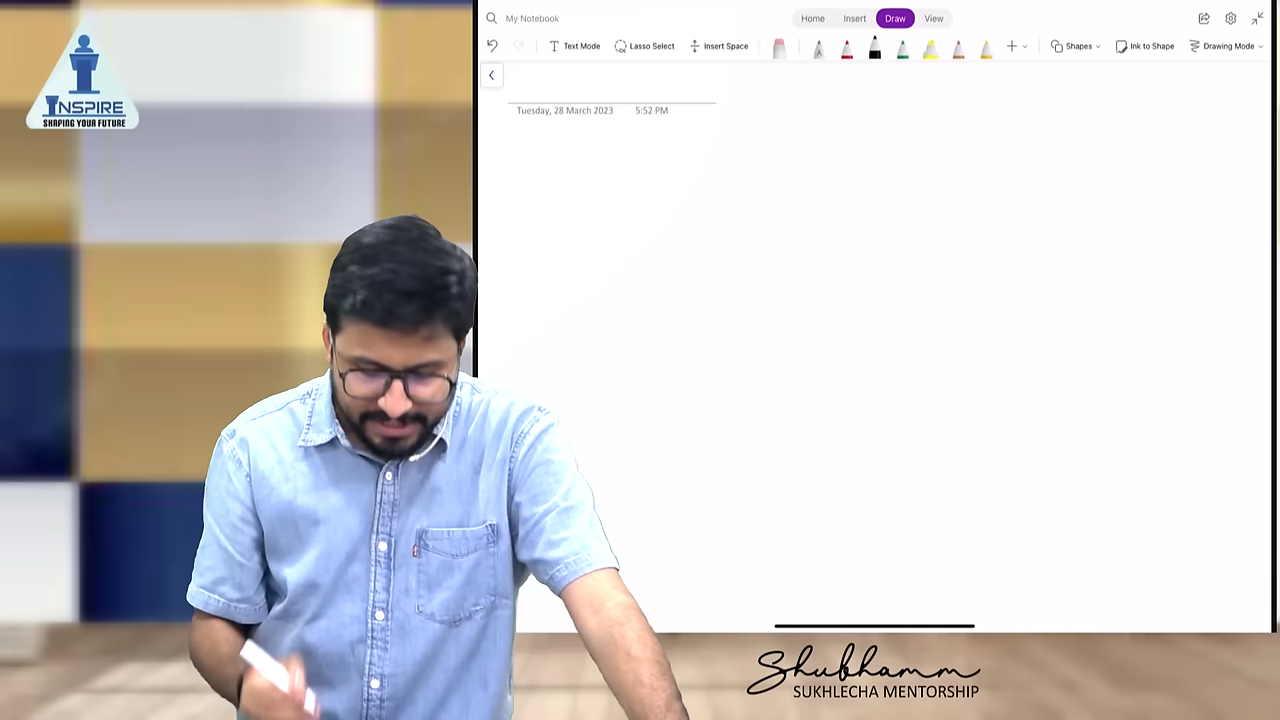 INSPIRE
SHAPING YOUR FUTURE
My Notebook
Home Insert Draw View
Text Mode Lasso Select Insert Space Shapes Ink to Shape Drawing Mode
Tuesday, 28 March 2023 5:52 PM
Shubhamm
SUKHLECHA MENTORSHIP